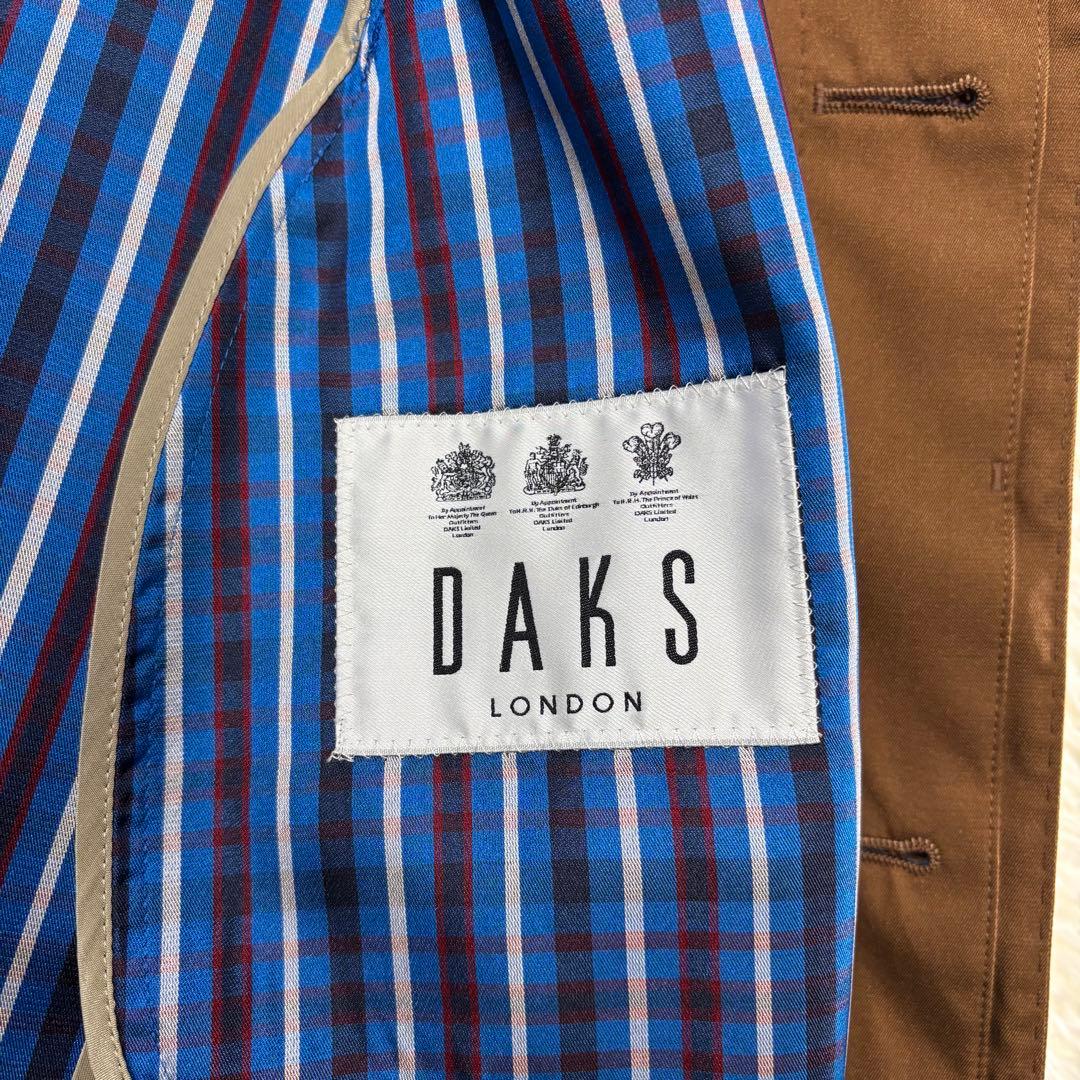 By Appointment
To Her Majesty The Queen
Outfitters
DAKS Limited
London
By Appointment
To H.R.H. The Duke of Edinburgh
Outfitters
DAKS Limited
London
By Appointment
To H.R.H. The Prince of Wales
Outfitters
DAKS Limited
London
DAKS
LONDON